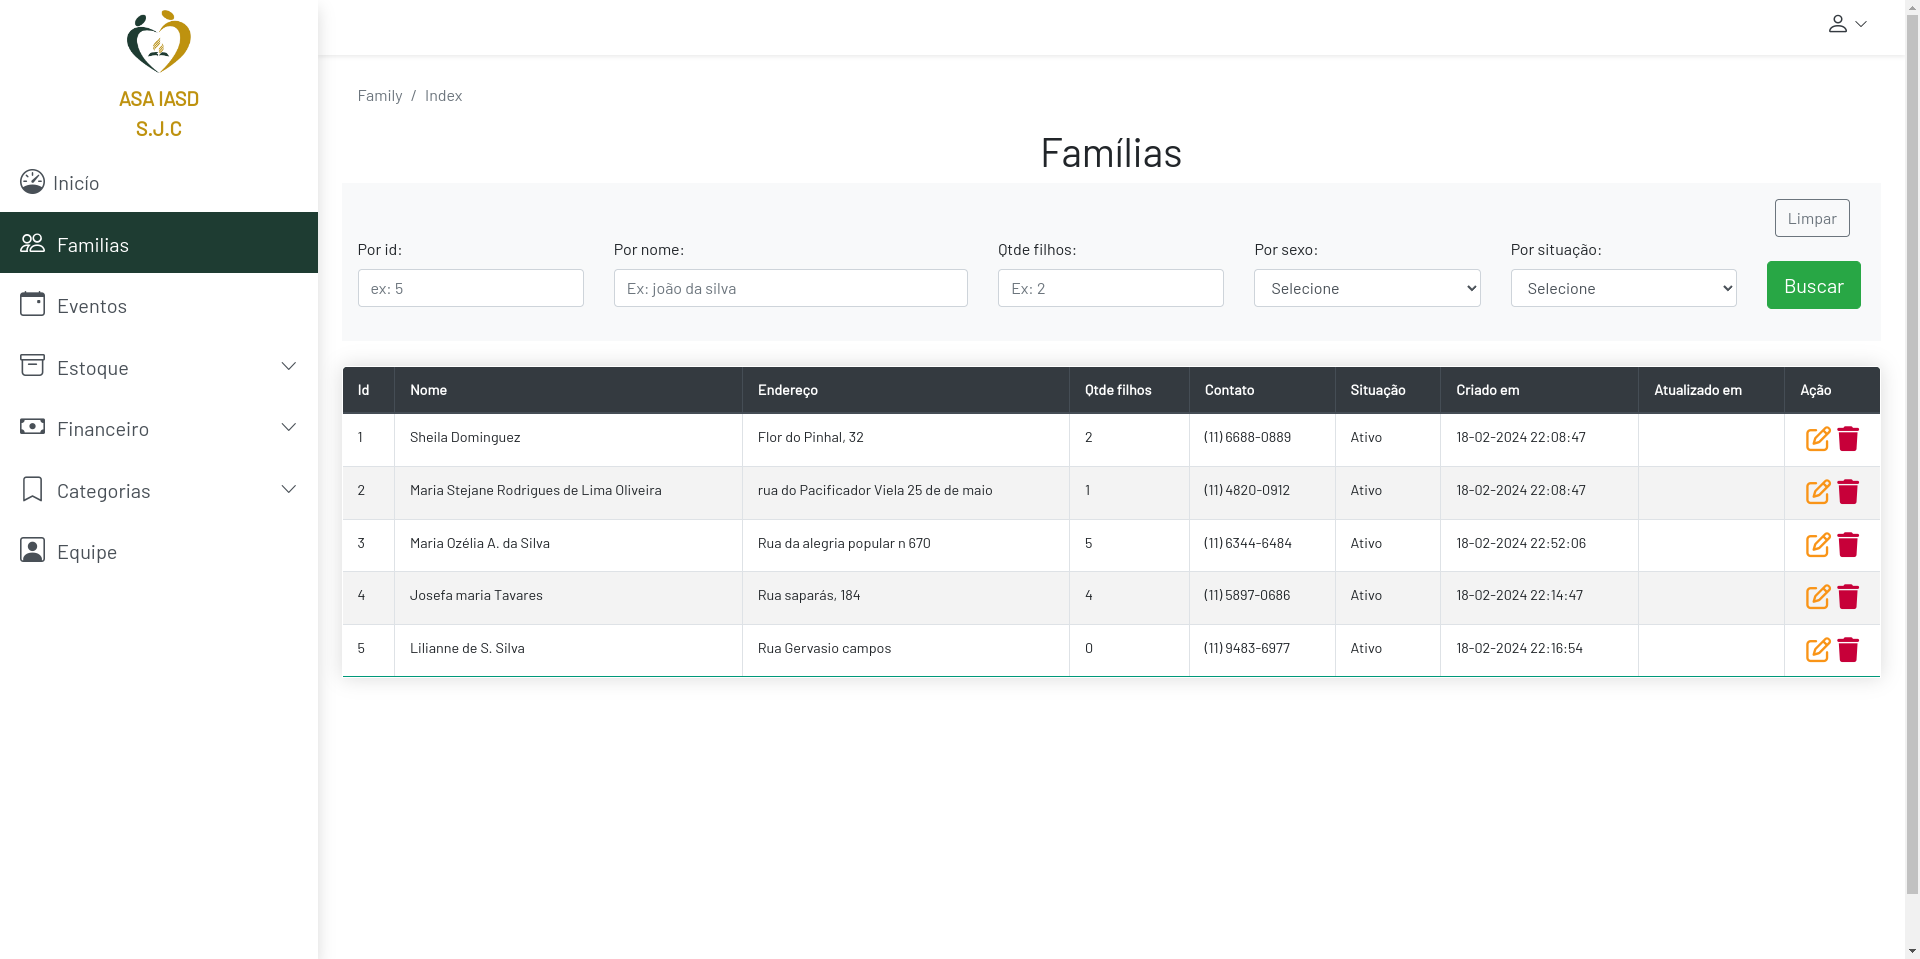 ASA IASD
S.J.C
Inicío
Familias
Eventos
Estoque
Financeiro
Categorias
Equipe
Family / Index
Famílias
Limpar
Por id: Por nome: Qtde filhos: Por sexo: Por situação:
ex: 5 Ex: joão da silva Ex: 2 Selecione Selecione Buscar
Id Nome Endereço Qtde filhos Contato Situação Criado em Atualizado em Ação
1 Sheila Dominguez Flor do Pinhal, 32 2 (11) 6688-0889 Ativo 18-02-2024 22:08:47
2 Maria Stejane Rodrigues de Lima Oliveira rua do Pacificador Viela 25 de de maio 1 (11) 4820-0912 Ativo 18-02-2024 22:08:47
3 Maria Ozélia A. da Silva Rua da alegria popular n 670 5 (11) 6344-6484 Ativo 18-02-2024 22:52:06
4 Josefa maria Tavares Rua saparás, 184 4 (11) 5897-0686 Ativo 18-02-2024 22:14:47
5 Lilianne de S. Silva Rua Gervasio campos 0 (11) 9483-6977 Ativo 18-02-2024 22:16:54